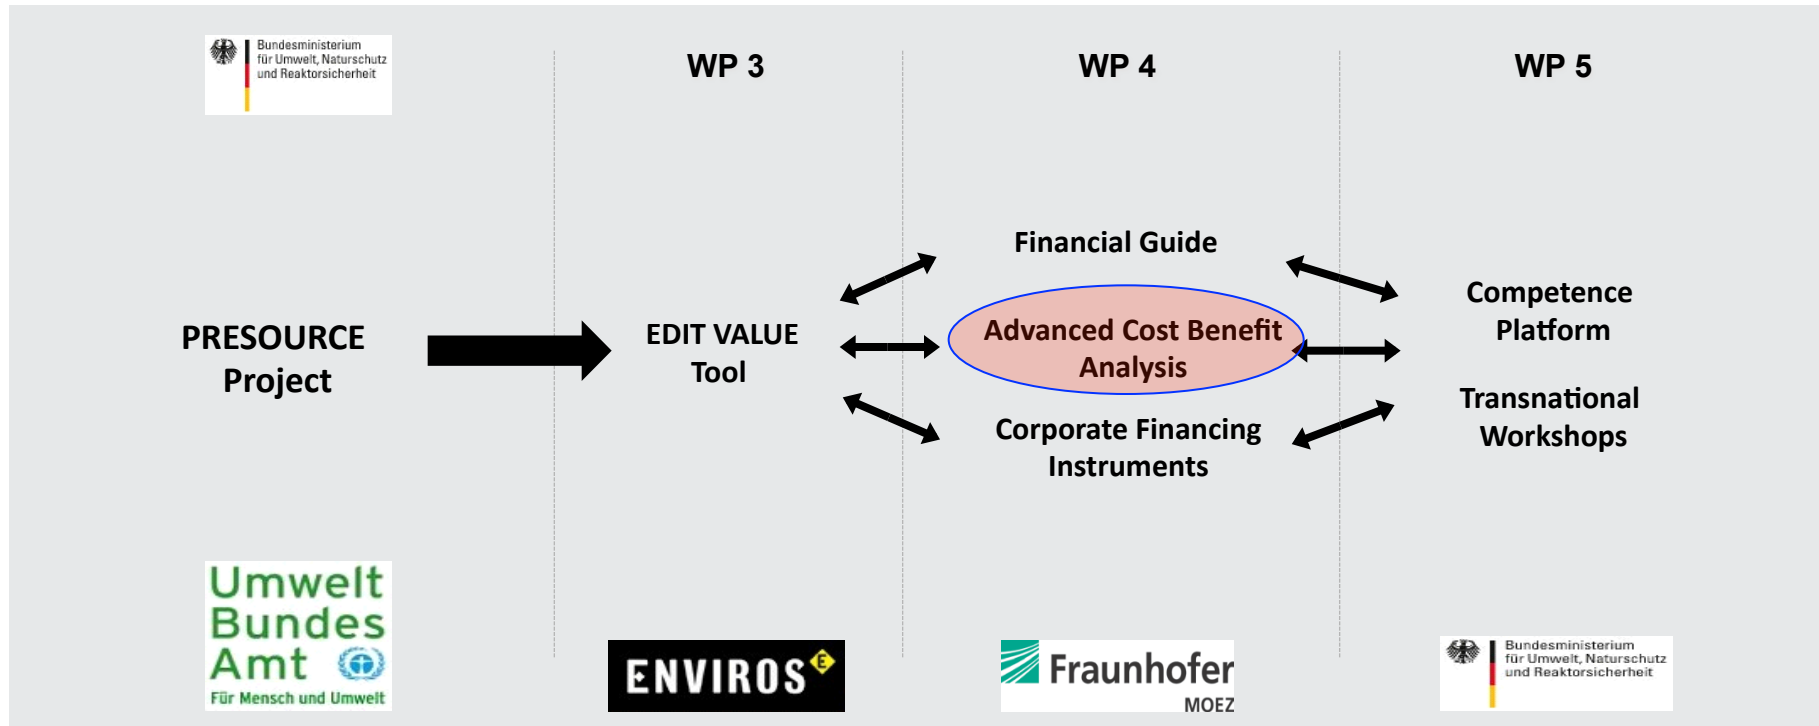 Bundesministerium
für Umwelt, Naturschutz
und Reaktorsicherheit
WP 3
WP 4
WP 5
PRESOURCE
Project
EDIT VALUE
Tool
Financial Guide
Advanced Cost Benefit
Analysis
Corporate Financing
Instruments
Competence
Platform
Transnational
Workshops
Umwelt
Bundes
Amt
Für Mensch und Umwelt
ENVIROS E
Fraunhofer
MOEZ
Bundesministerium
für Umwelt, Naturschutz
und Reaktorsicherheit